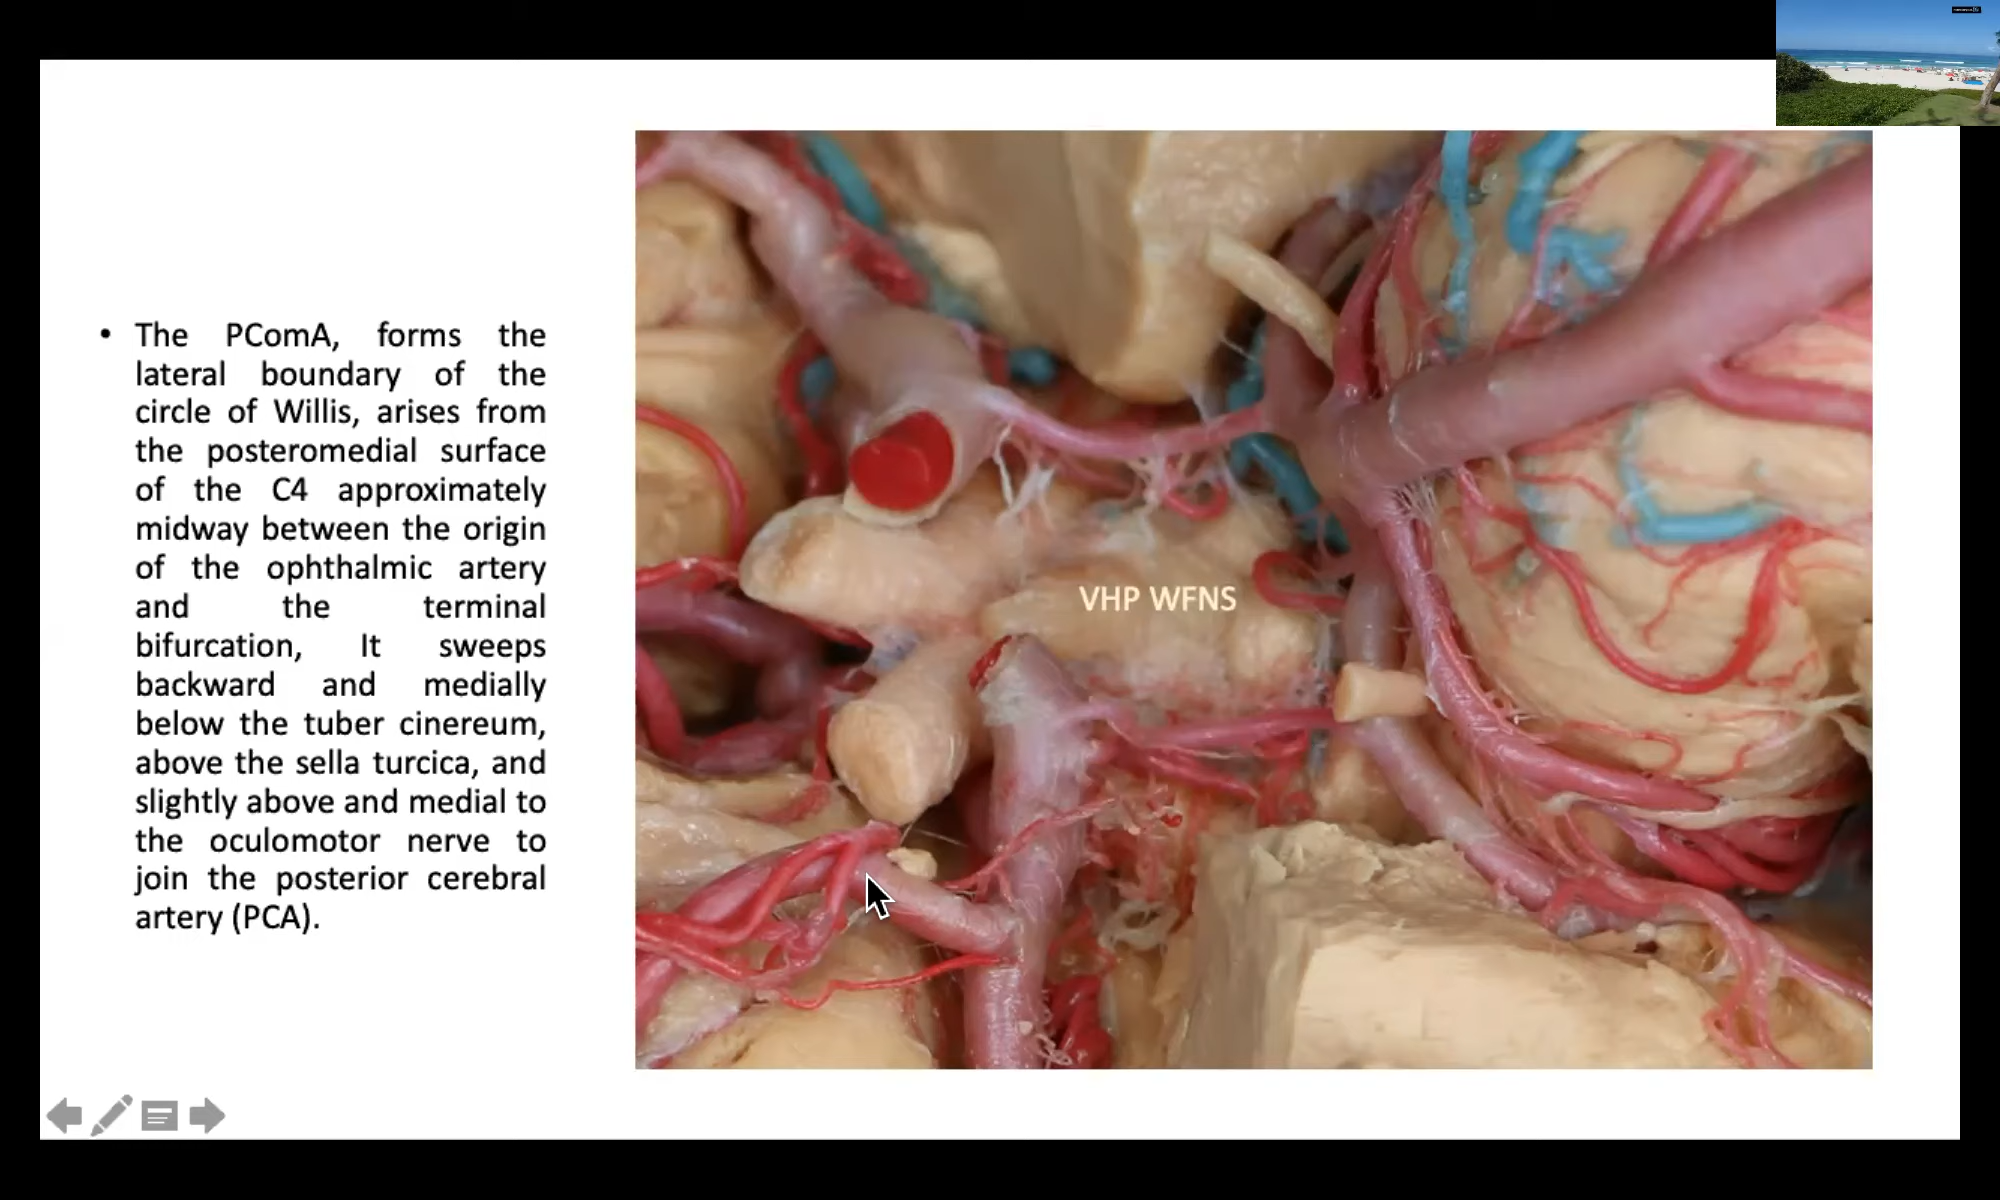 • The PComA, forms the
lateral boundary of the
circle of Willis, arises from
the posteromedial surface
of the C4 approximately
midway between the origin
of the ophthalmic artery
and the terminal
bifurcation, It sweeps
backward and medially
below the tuber cinereum,
above the sella turcica, and
slightly above and medial to
the oculomotor nerve to
join the posterior cerebral
artery (PCA).
VHP WFNS